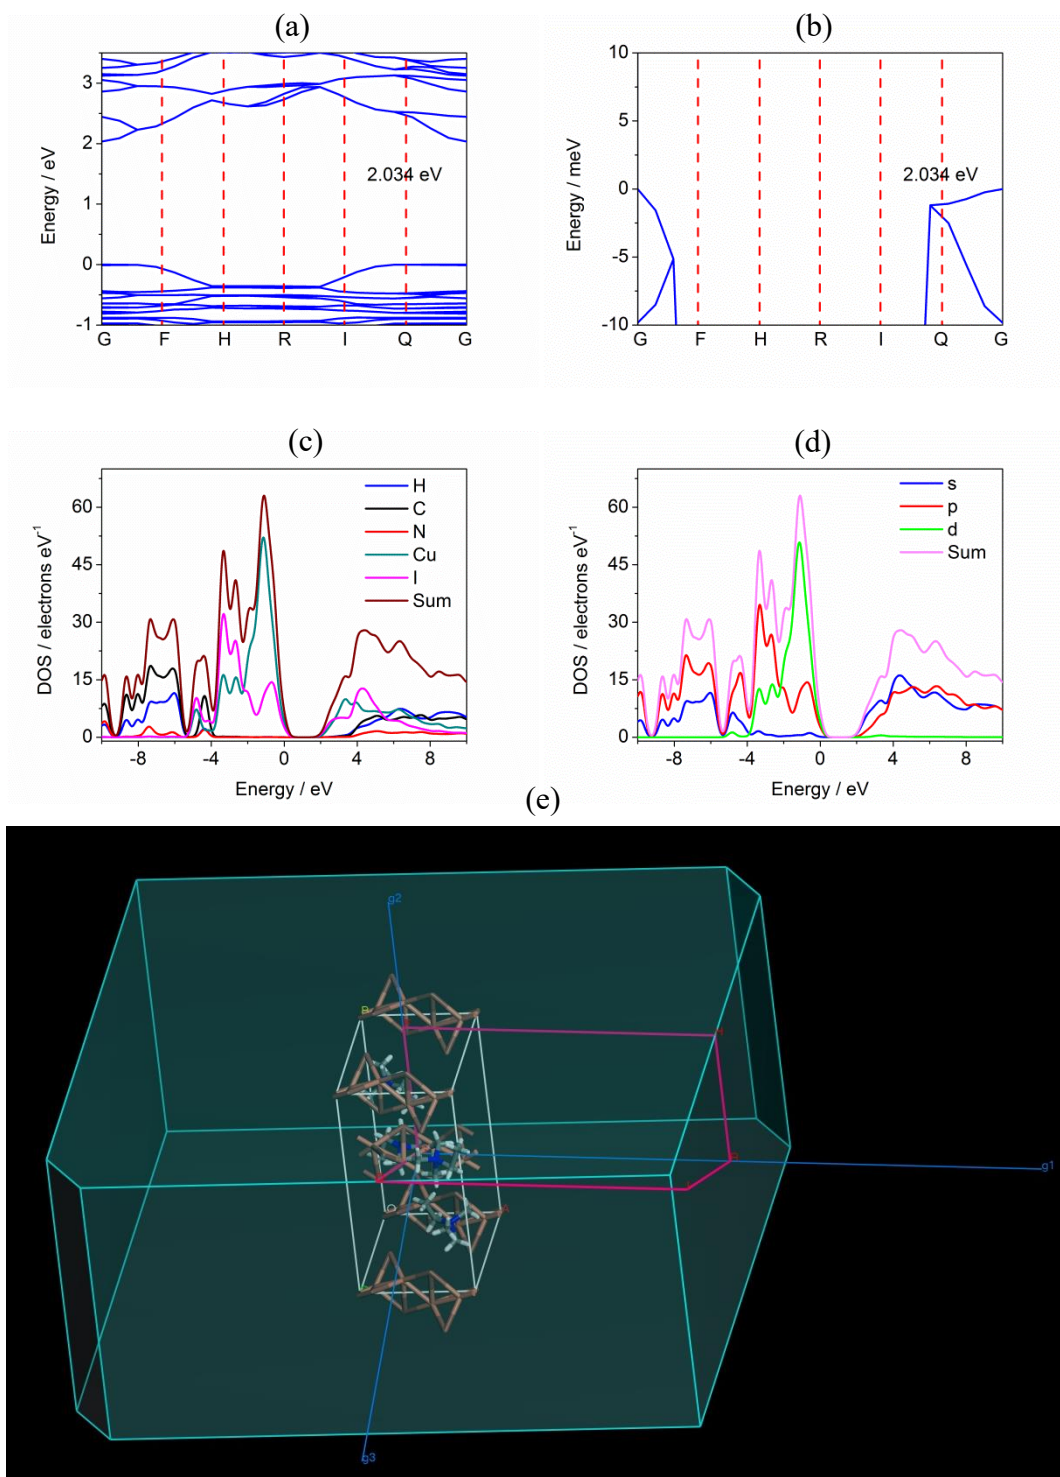 (a)
(b)
Energy / eV
3
2
1
0
-1
2.034 eV
G F H R I Q G
Energy / meV
10
5
0
-5
-10
2.034 eV
G F H R I Q G
(c)
(d)
DOS / electrons eV⁻¹
60
45
30
15
0
H
C
N
Cu
I
Sum
-8 -4 0 4 8
Energy / eV
DOS / electrons eV⁻¹
60
45
30
15
0
s
p
d
Sum
-8 -4 0 4 8
Energy / eV
(e)
g2
B
H
g1
O
g3